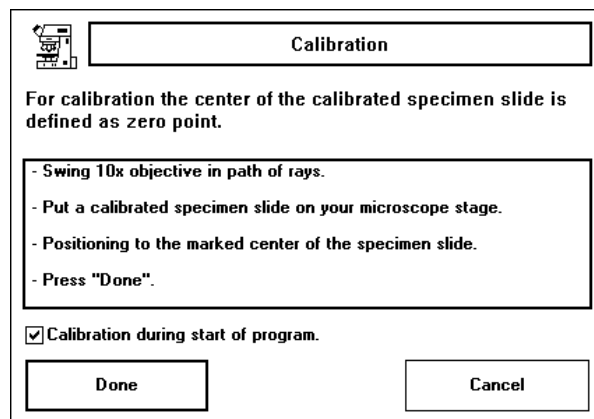 Calibration
For calibration the center of the calibrated specimen slide is
defined as zero point.
- Swing 10x objective in path of rays.
- Put a calibrated specimen slide on your microscope stage.
- Positioning to the marked center of the specimen slide.
- Press "Done".
Calibration during start of program.
Done
Cancel